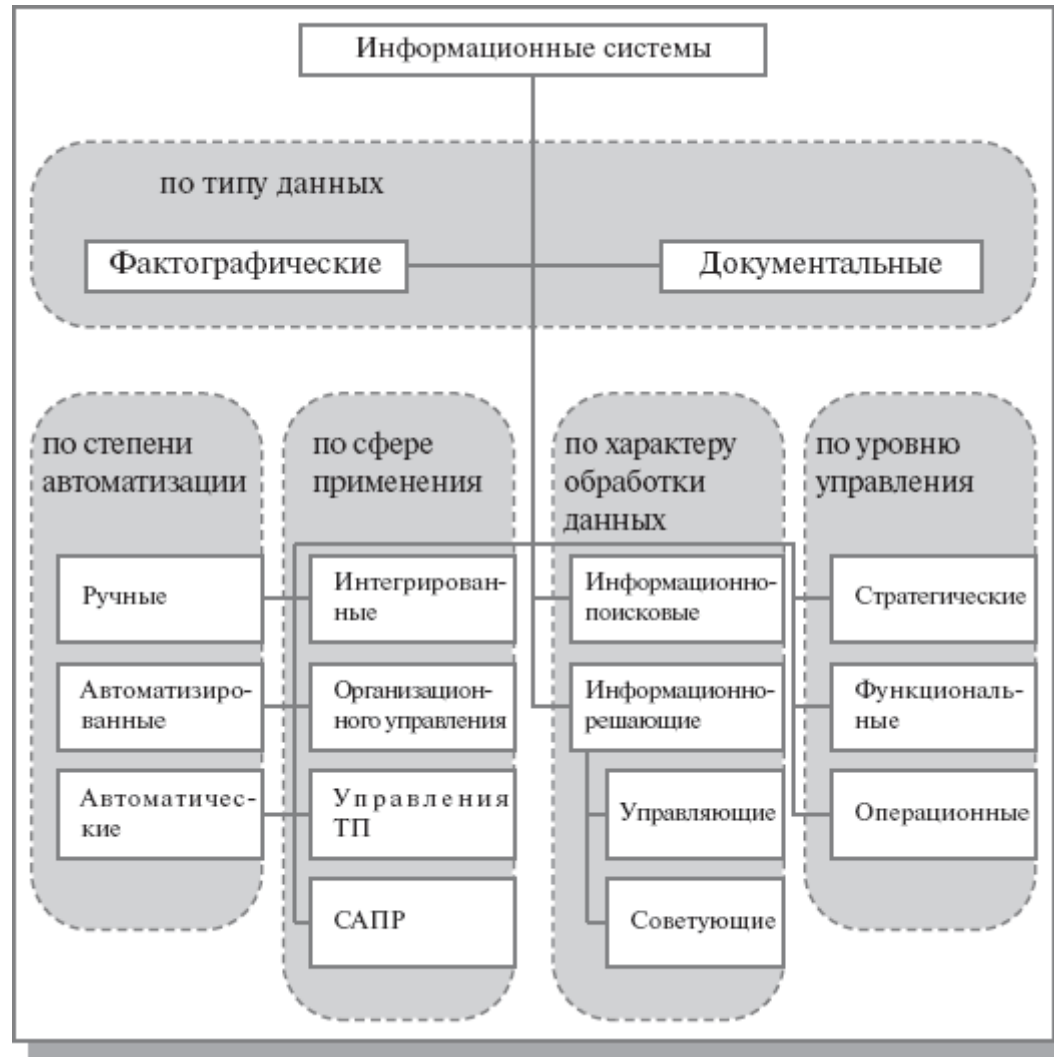 Информационные системы
по типу данных
Фактографические
Документальные
по степени
автоматизации
Ручные
Автоматизиро-
ванные
Автоматичес-
кие
по сфере
применения
Интегрирован-
ные
Организацион-
ного управления
Управления
ТП
САПР
по характеру
обработки
данных
Информационно-
поисковые
Информационно-
решающие
Управляющие
Советующие
по уровню
управления
Стратегические
Функциональ-
ные
Операционные